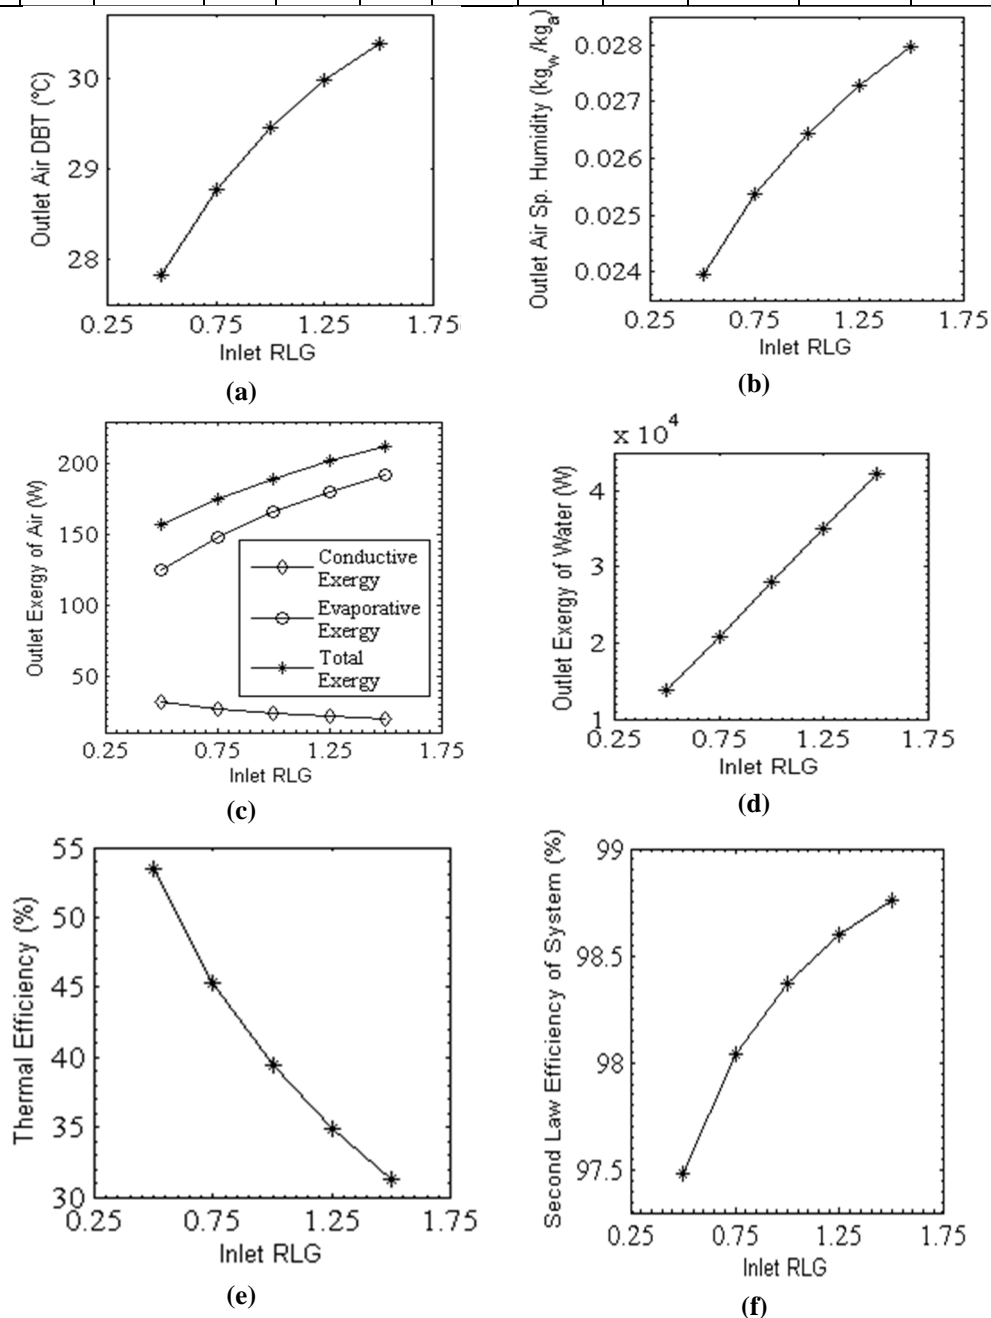 Outlet Air DBT (°C)
30
29
28
0.25 0.75 1.25 1.75
Inlet RLG
(a)
Outlet Air Sp. Humidity (kgw/kga)
0.028
0.027
0.026
0.025
0.024
0.25 0.75 1.25 1.75
Inlet RLG
(b)
Outlet Exergy of Air (W)
200
150
100
50
Conductive
Exergy
Evaporative
Exergy
Total
Exergy
0.25 0.75 1.25 1.75
Inlet RLG
(c)
x 10^4
Outlet Exergy of Water (W)
4
3
2
1
0.25 0.75 1.25 1.75
Inlet RLG
(d)
Thermal Efficiency (%)
55
50
45
40
35
30
0.25 0.75 1.25 1.75
Inlet RLG
(e)
Second Law Efficiency of System (%)
99
98.5
98
97.5
0.25 0.75 1.25 1.75
Inlet RLG
(f)